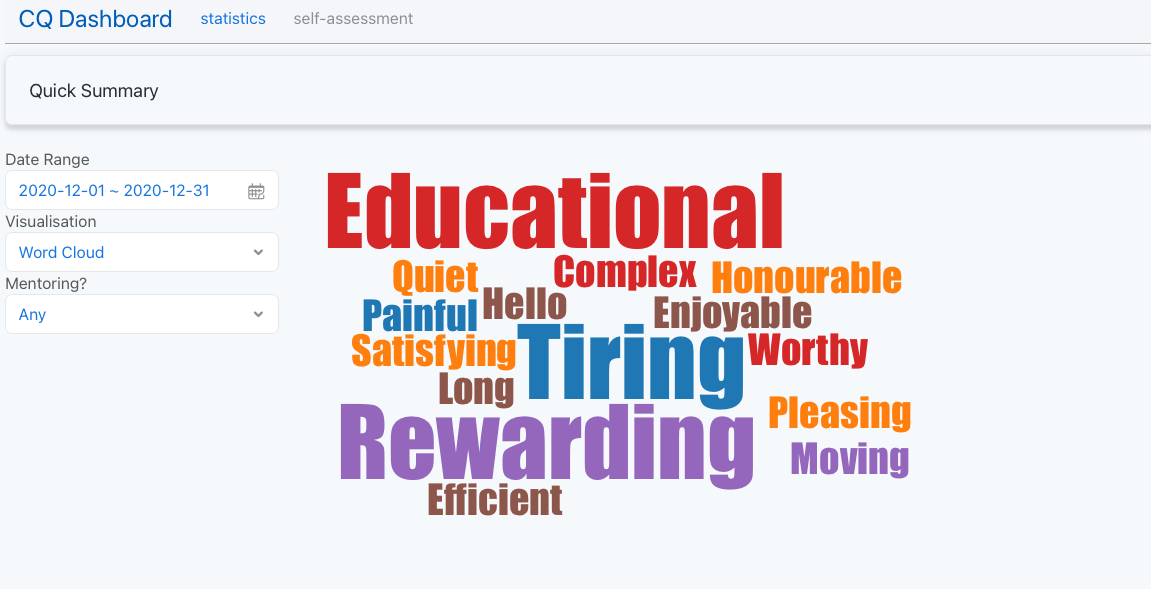 CQ Dashboard statistics self-assessment
Quick Summary
Date Range
2020-12-01 ~ 2020-12-31
Visualisation
Word Cloud
Mentoring?
Any
Educational
Quiet Complex Honourable
Painful Hello Enjoyable
Satisfying Tiring Worthy
Long
Pleasing
Rewarding Moving
Efficient